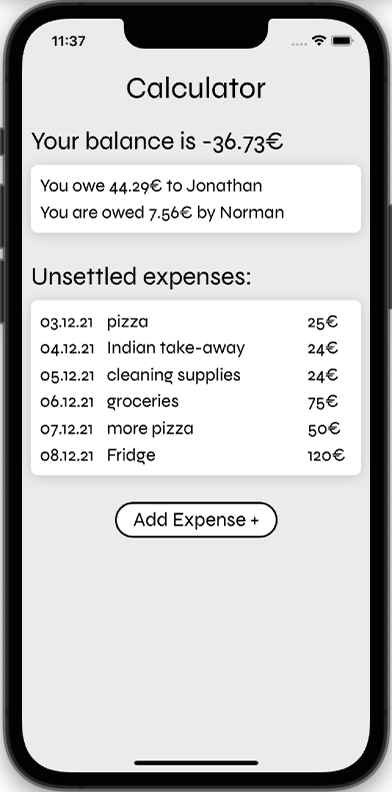 11:37
Calculator
Your balance is -36.73€
You owe 44.29€ to Jonathan
You are owed 7.56€ by Norman
Unsettled expenses:
03.12.21 pizza 25€
04.12.21 Indian take-away 24€
05.12.21 cleaning supplies 24€
06.12.21 groceries 75€
07.12.21 more pizza 50€
08.12.21 Fridge 120€
Add Expense +